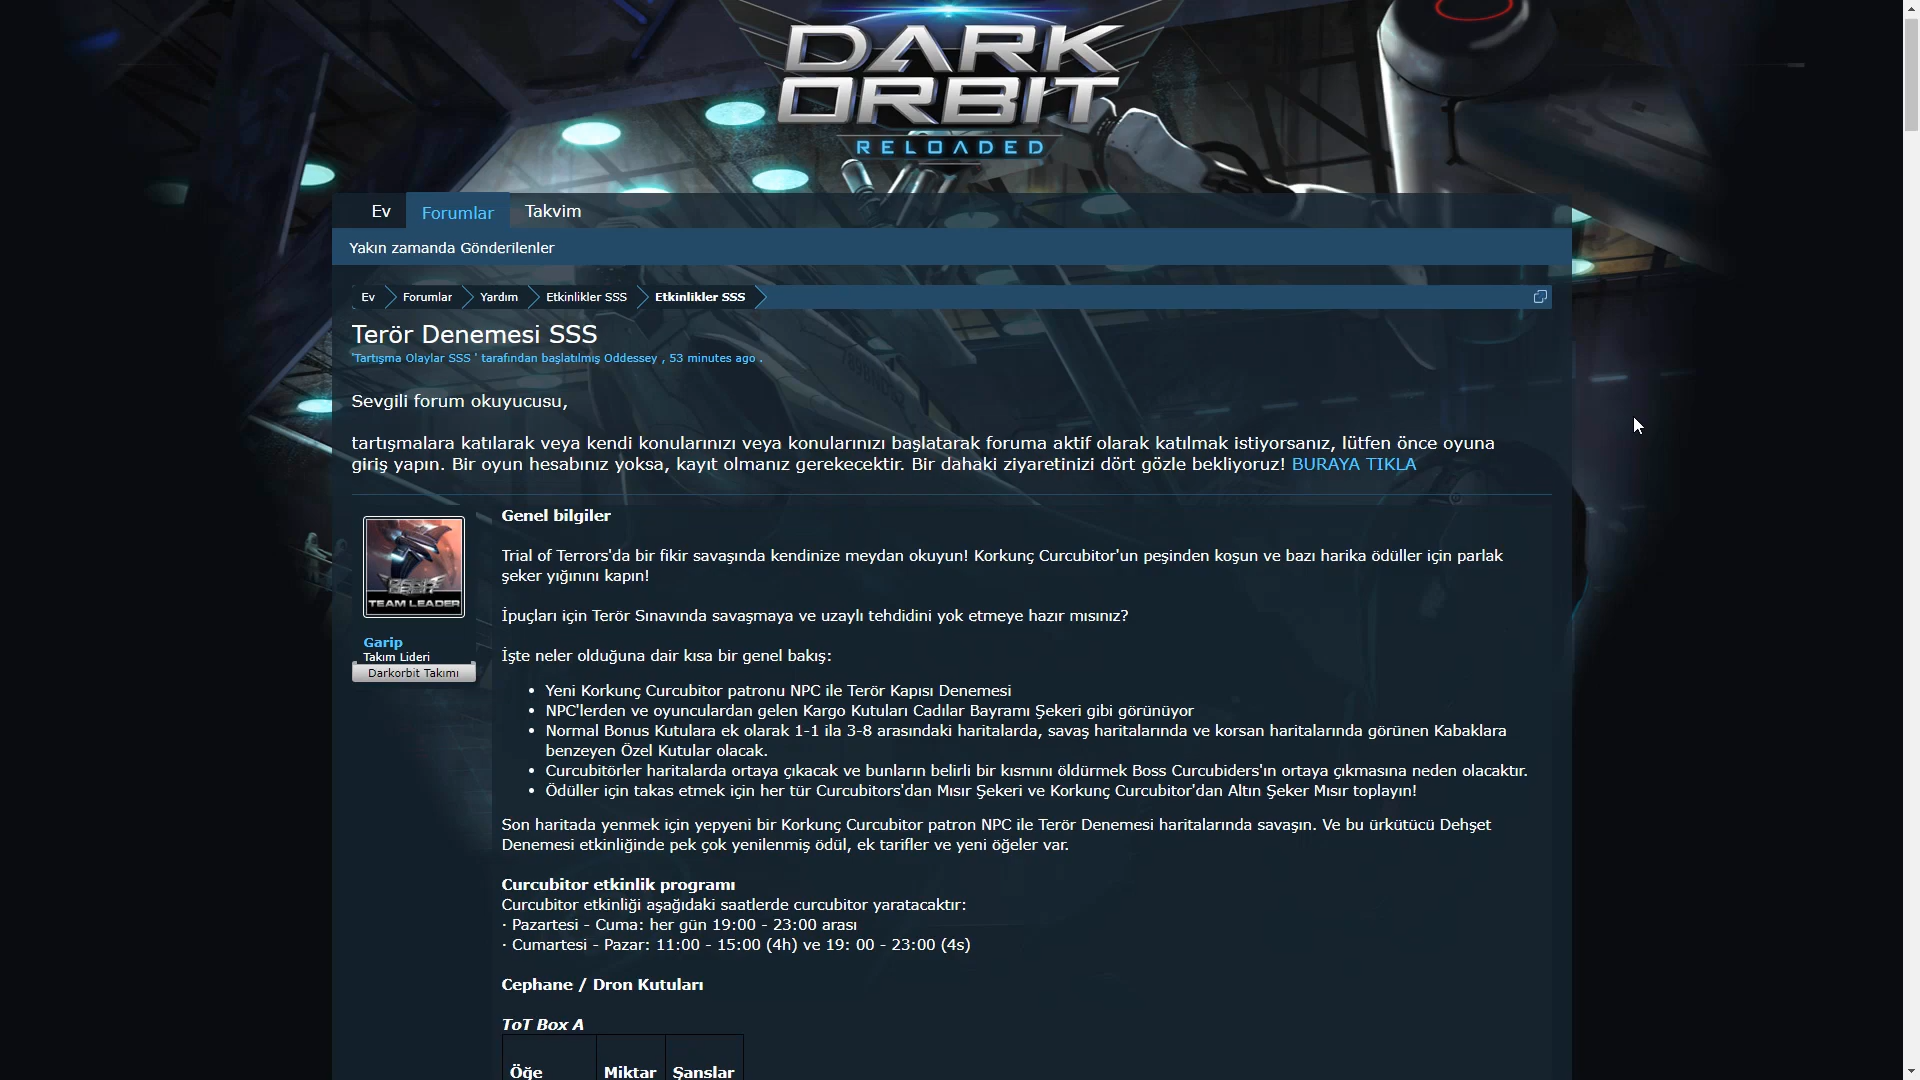 DARK
ORBIT
RELOADED
Ev Forumlar Takvim
Yakın zamanda Gönderilenler
Ev Forumlar Yardım Etkinlikler SSS Etkinlikler SSS
Terör Denemesi SSS
'Tartışma Olaylar SSS ' tarafından başlatılmış Oddessey , 53 minutes ago .
Sevgili forum okuyucusu,
tartışmalara katılarak veya kendi konularınızı veya konularınızı başlatarak foruma aktif olarak katılmak istiyorsanız, lütfen önce oyuna
giriş yapın. Bir oyun hesabınız yoksa, kayıt olmanız gerekecektir. Bir dahaki ziyaretinizi dört gözle bekliyoruz! BURAYA TIKLA
DARK
ORBIT
TEAM LEADER
Garip
Takım Lideri
Darkorbit Takımı
Genel bilgiler
Trial of Terrors'da bir fikir savaşında kendinize meydan okuyun! Korkunç Curcubitor'un peşinden koşun ve bazı harika ödüller için parlak
şeker yığınını kapın!
İpuçları için Terör Sınavında savaşmaya ve uzaylı tehdidini yok etmeye hazır mısınız?
İşte neler olduğuna dair kısa bir genel bakış:
• Yeni Korkunç Curcubitor patronu NPC ile Terör Kapısı Denemesi
• NPC'lerden ve oyunculardan gelen Kargo Kutuları Cadılar Bayramı Şekeri gibi görünüyor
• Normal Bonus Kutulara ek olarak 1-1 ila 3-8 arasındaki haritalarda, savaş haritalarında ve korsan haritalarında görünen Kabaklara
benzeyen Özel Kutular olacak.
• Curcubitörler haritalarda ortaya çıkacak ve bunların belirli bir kısmını öldürmek Boss Curcubiders'ın ortaya çıkmasına neden olacaktır.
• Ödüller için takas etmek için her tür Curcubitors'dan Mısır Şekeri ve Korkunç Curcubitor'dan Altın Şeker Mısır toplayın!
Son haritada yenmek için yepyeni bir Korkunç Curcubitor patron NPC ile Terör Denemesi haritalarında savaşın. Ve bu ürkütücü Dehşet
Denemesi etkinliğinde pek çok yenilenmiş ödül, ek tarifler ve yeni öğeler var.
Curcubitor etkinlik programı
Curcubitor etkinliği aşağıdaki saatlerde curcubitor yaratacaktır:
· Pazartesi - Cuma: her gün 19:00 - 23:00 arası
· Cumartesi - Pazar: 11:00 - 15:00 (4h) ve 19: 00 - 23:00 (4s)
Cephane / Dron Kutuları
ToT Box A
Öğe Miktar Şanslar